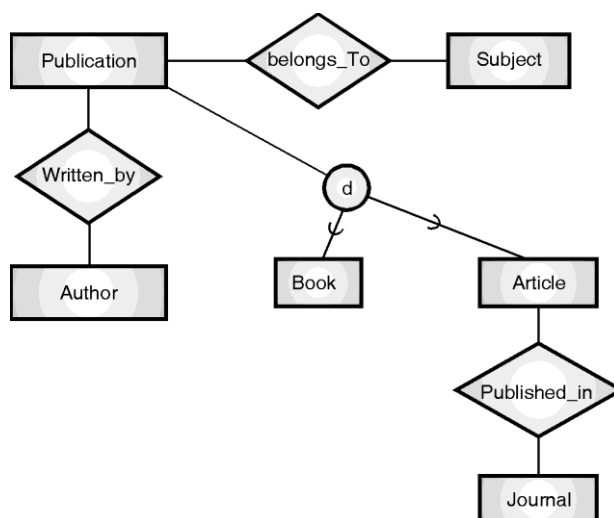 Publication
belongs_To
Subject
Written_by
d
Author
Book
Article
Published_in
Journal